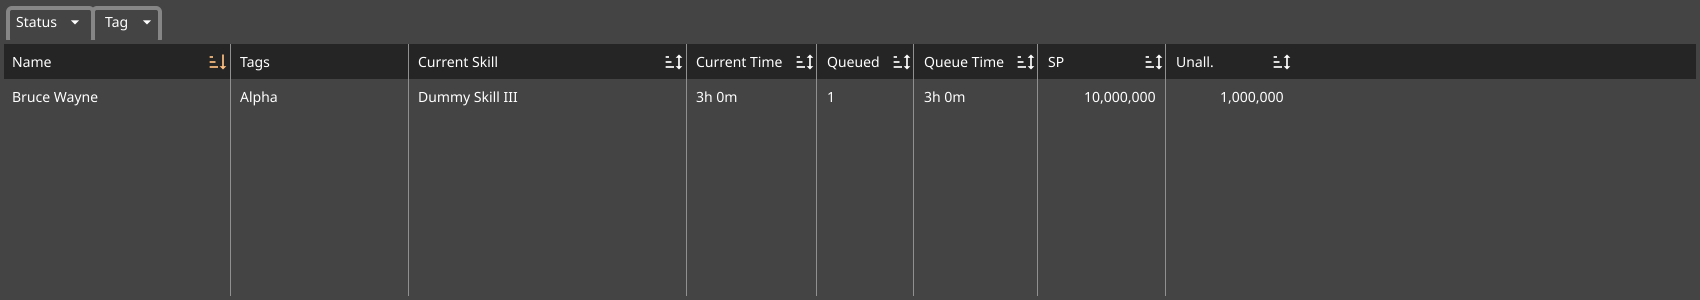 Status Tag
Name Tags Current Skill Current Time Queued Queue Time SP Unall.
Bruce Wayne Alpha Dummy Skill III 3h 0m 1 3h 0m 10,000,000 1,000,000